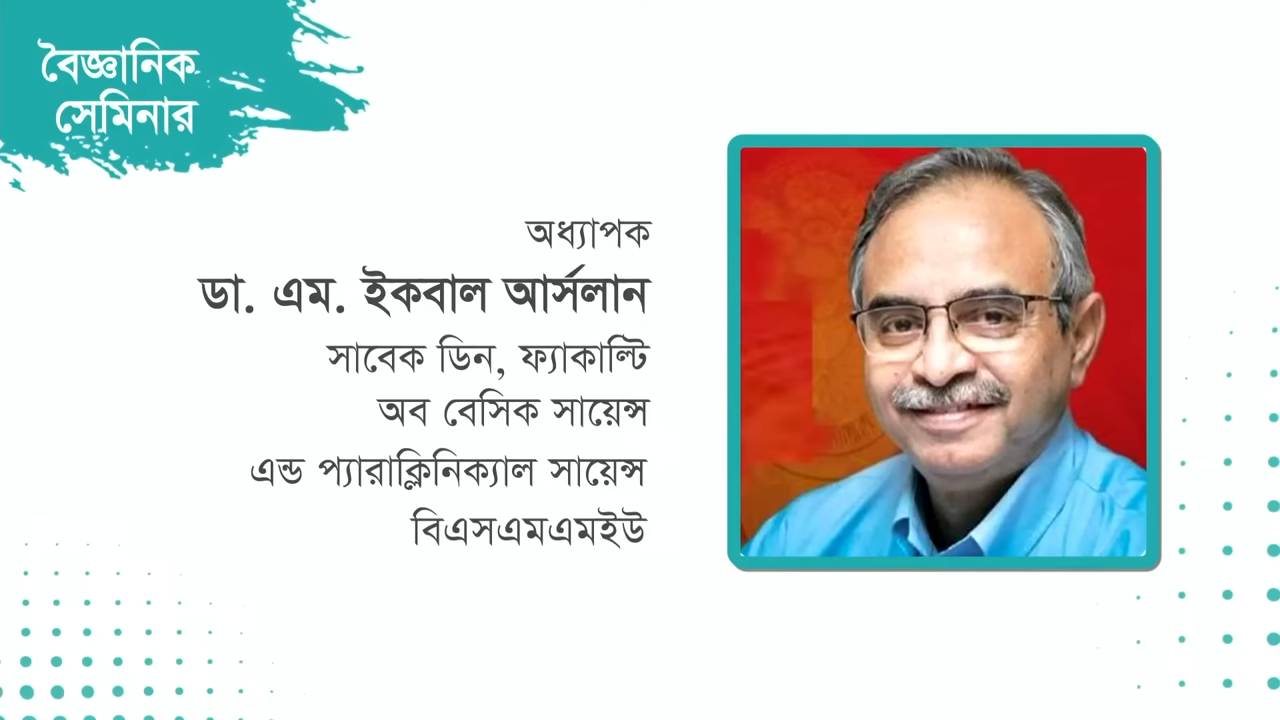 বৈজ্ঞানিক
সেমিনার
অধ্যাপক
ডা. এম. ইকবাল আর্সলান
সাবেক ডিন, ফ্যাকাল্টি
অব বেসিক সায়েন্স
এন্ড প্যারাক্লিনিক্যাল সায়েন্স
বিএসএমএমইউ